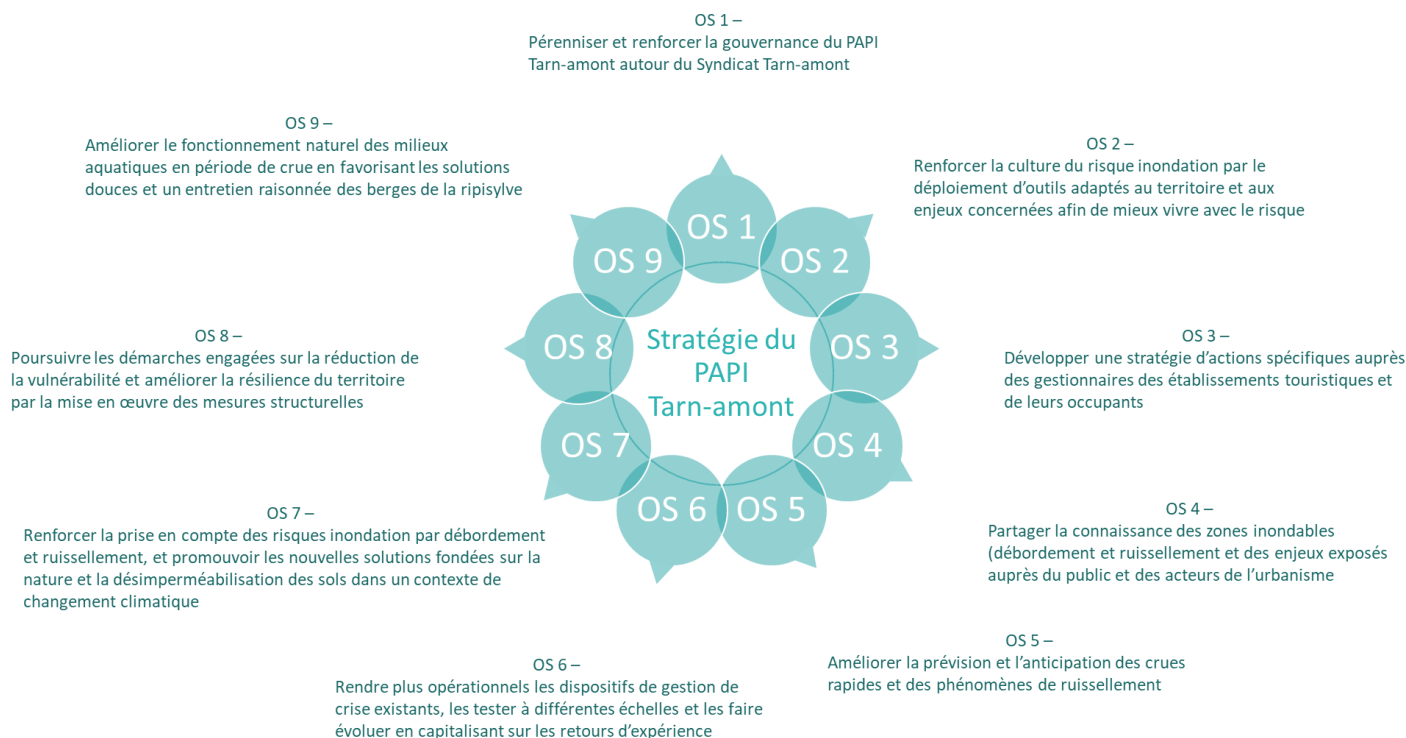 OS 1 –
Pérenniser et renforcer la gouvernance du PAPI
Tarn-amont autour du Syndicat Tarn-amont
OS 2 –
Renforcer la culture du risque inondation par le
déploiement d'outils adaptés au territoire et aux
enjeux concernées afin de mieux vivre avec le risque
OS 3 –
Développer une stratégie d'actions spécifiques auprès
des gestionnaires des établissements touristiques et
de leurs occupants
OS 4 –
Partager la connaissance des zones inondables
(débordement et ruissellement et des enjeux exposés
auprès du public et des acteurs de l'urbanisme
OS 5 –
Améliorer la prévision et l'anticipation des crues
rapides et des phénomènes de ruissellement
OS 6 –
Rendre plus opérationnels les dispositifs de gestion de
crise existants, les tester à différentes échelles et les faire
évoluer en capitalisant sur les retours d'expérience
OS 7 –
Renforcer la prise en compte des risques inondation par débordement
et ruissellement, et promouvoir les nouvelles solutions fondées sur la
nature et la désimperméabilisation des sols dans un contexte de
changement climatique
OS 8 –
Poursuivre les démarches engagées sur la réduction de
la vulnérabilité et améliorer la résilience du territoire
par la mise en œuvre des mesures structurelles
OS 9 –
Améliorer le fonctionnement naturel des milieux
aquatiques en période de crue en favorisant les solutions
douces et un entretien raisonnée des berges de la ripisylve
OS 1
OS 2
OS 3
OS 4
OS 5
OS 6
OS 7
OS 8
OS 9
Stratégie du
PAPI
Tarn-amont